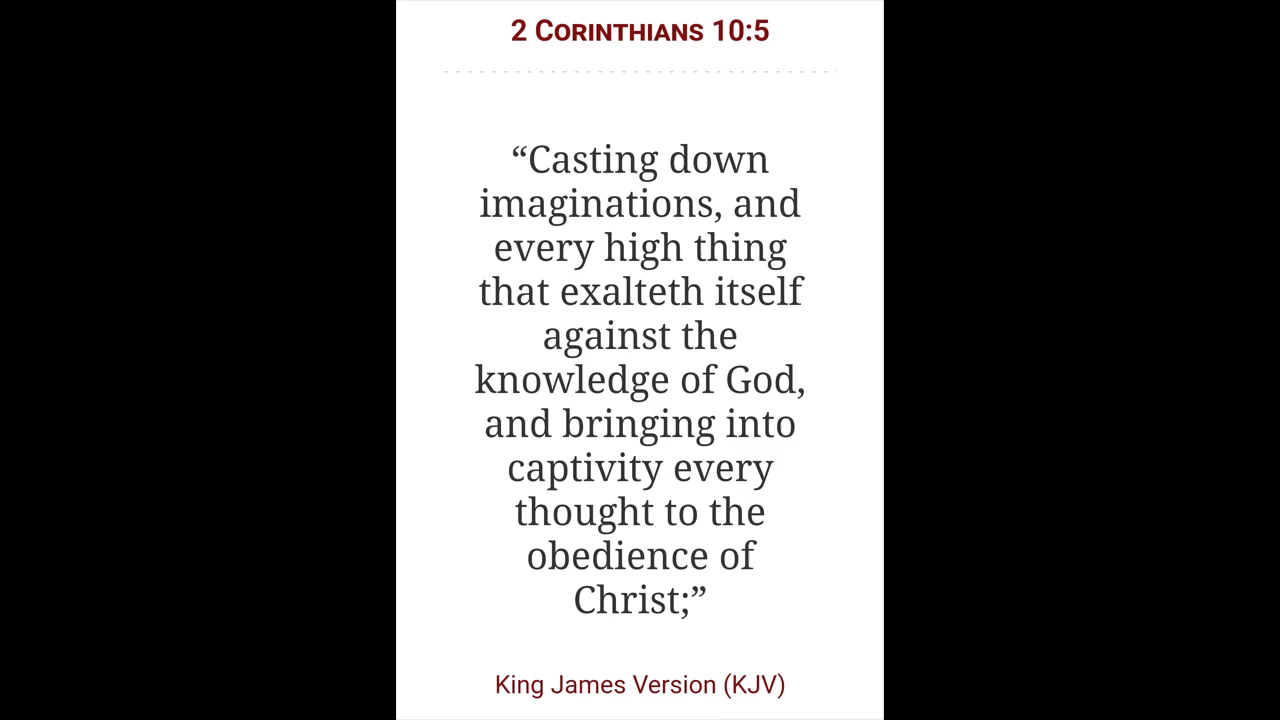 2 Corinthians 10:5
“Casting down
imaginations, and
every high thing
that exalteth itself
against the
knowledge of God,
and bringing into
captivity every
thought to the
obedience of
Christ;”
King James Version (KJV)